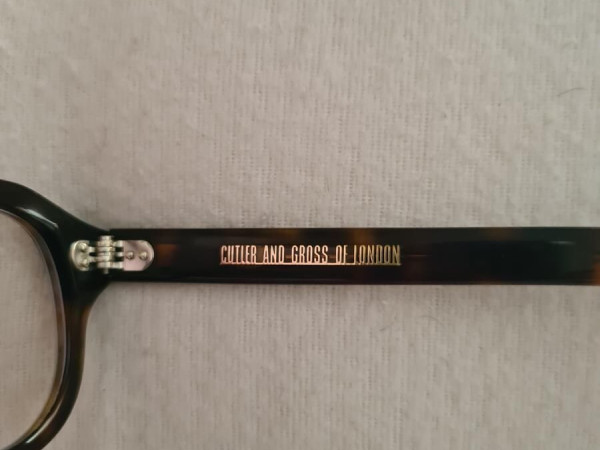 CUTLER AND GROSS OF LONDON